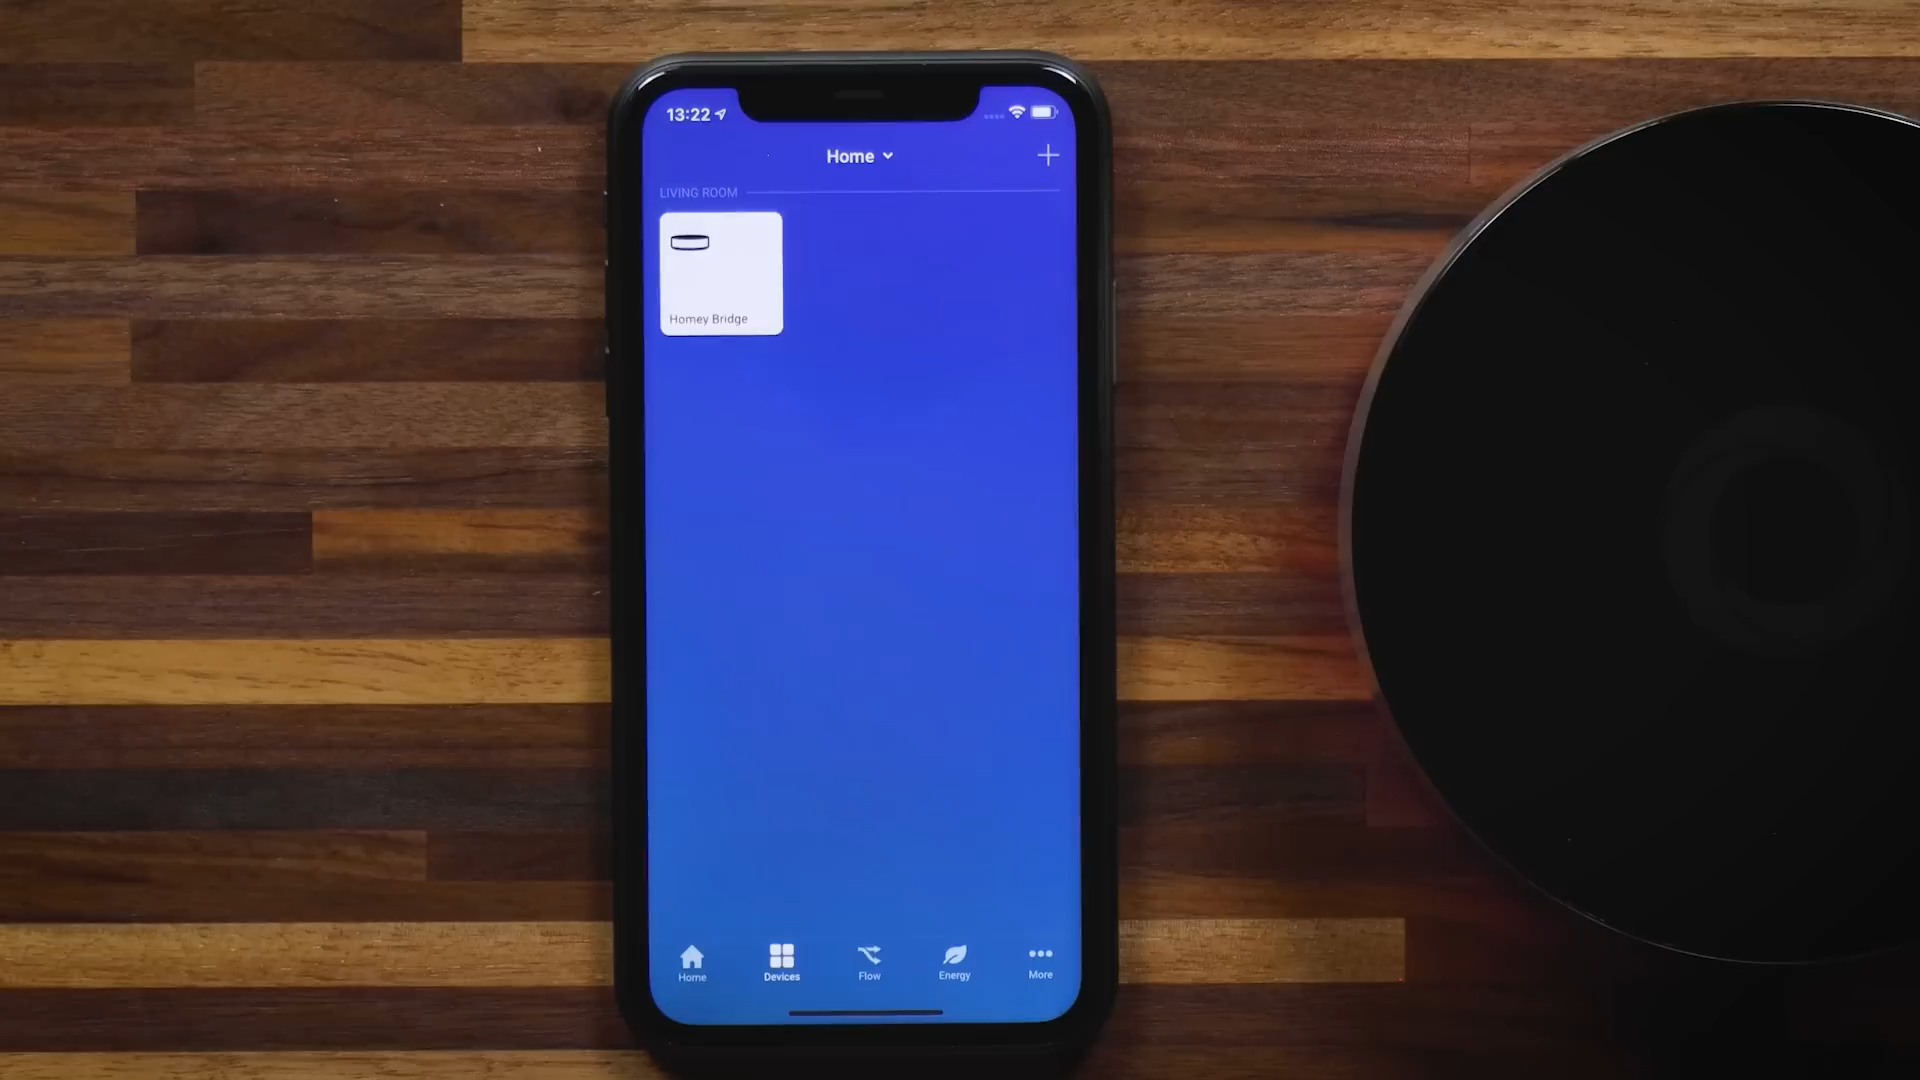 13:22
Home
LIVING ROOM
Homey Bridge
Home
Devices
Flow
Energy
More